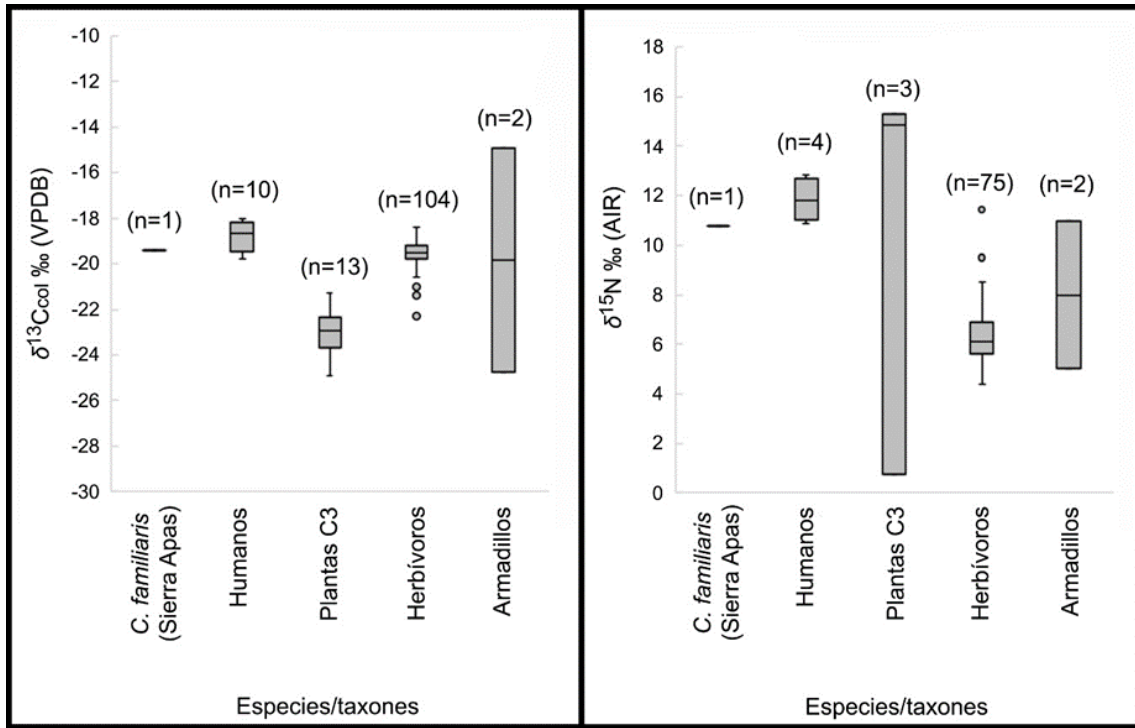 -10
-12
-14
-16
-18
-20
-22
-24
-26
-28
-30
δ13Ccol ‰ (VPDB)
(n=1)
(n=10)
(n=13)
(n=104)
(n=2)
C. familiaris
(Sierra Apas)
Humanos
Plantas C3
Herbívoros
Armadillos
Especies/taxones
18
16
14
12
10
8
6
4
2
0
δ15N ‰ (AIR)
(n=1)
(n=4)
(n=3)
(n=75)
(n=2)
C. familiaris
(Sierra Apas)
Humanos
Plantas C3
Herbívoros
Armadillos
Especies/taxones